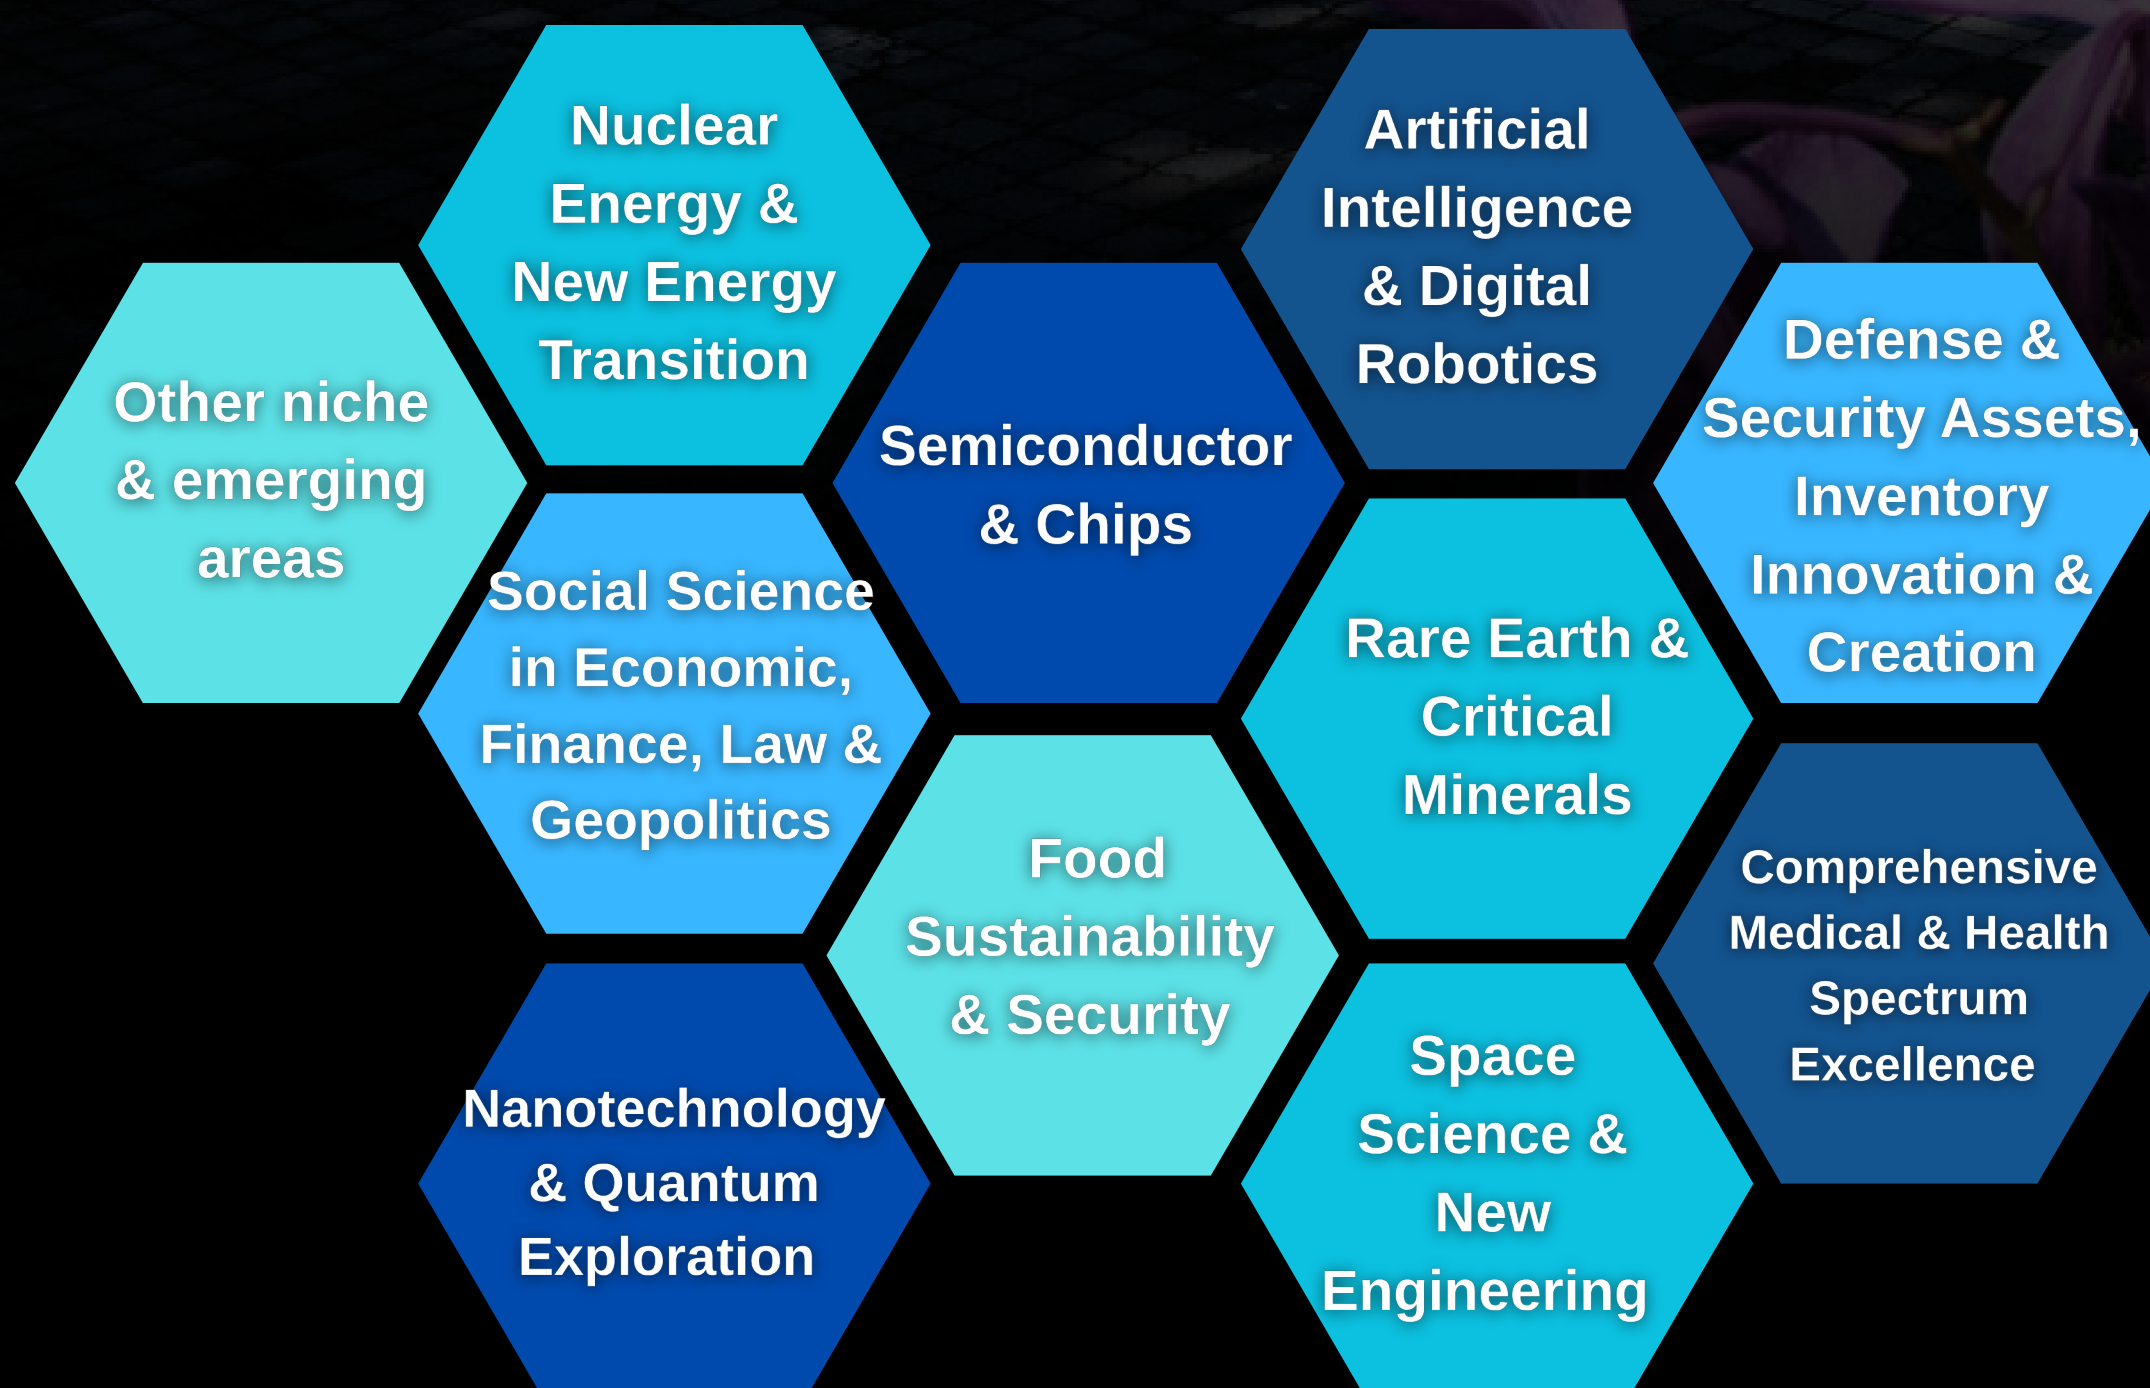 Nuclear
Energy &
New Energy
Transition
Artificial
Intelligence
& Digital
Robotics
Other niche
& emerging
areas
Semiconductor
& Chips
Defense &
Security Assets,
Inventory
Innovation &
Creation
Social Science
in Economic,
Finance, Law &
Geopolitics
Rare Earth &
Critical
Minerals
Food
Sustainability
& Security
Comprehensive
Medical & Health
Spectrum
Excellence
Nanotechnology
& Quantum
Exploration
Space
Science &
New
Engineering